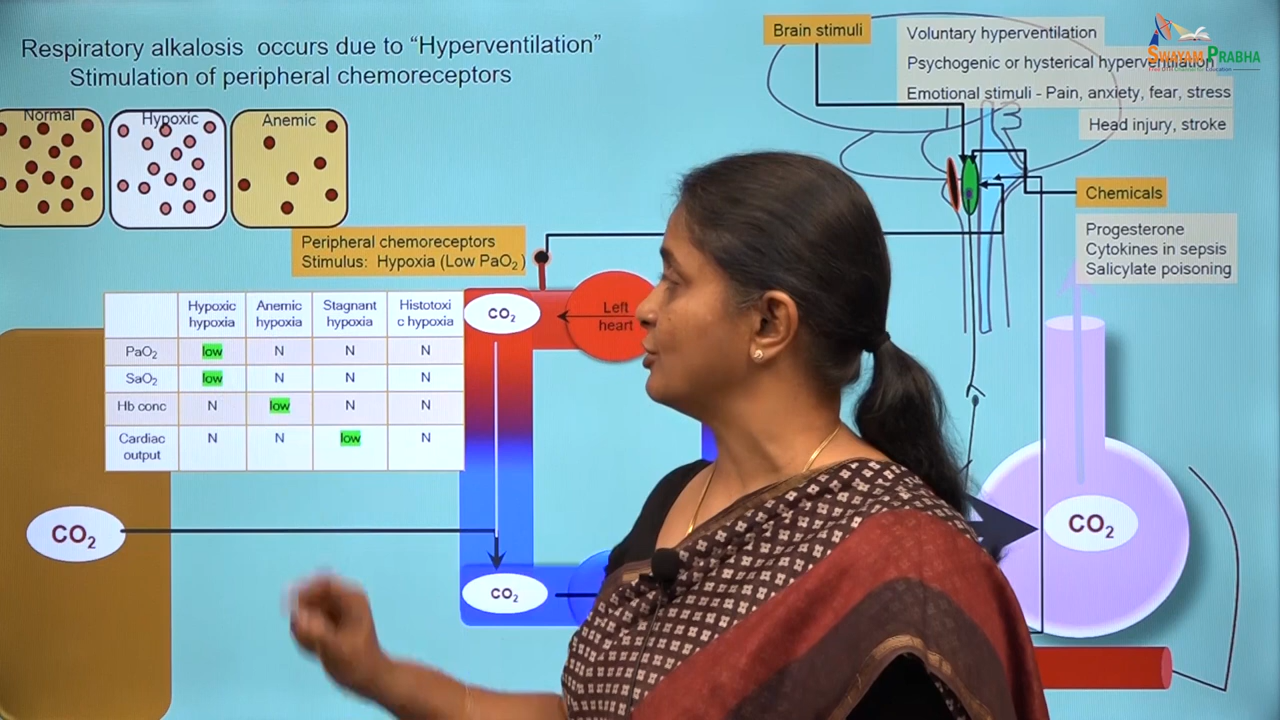 Respiratory alkalosis occurs due to “Hyperventilation”
Stimulation of peripheral chemoreceptors
Brain stimuli
Voluntary hyperventilation
Psychogenic or hysterical hyperventilation
Emotional stimuli - Pain, anxiety, fear, stress
Head injury, stroke
SWAYAM PRABHA
Normal
Hypoxic
Anemic
3
Chemicals
Progesterone
Cytokines in sepsis
Salicylate poisoning
Peripheral chemoreceptors
Stimulus: Hypoxia (Low PaO2)
Hypoxic hypoxia Anemic hypoxia Stagnant hypoxia Histotoxi c hypoxia
PaO2 low N N N
SaO2 low N N N
Hb conc N low N N
Cardiac output N N low N
CO2
Left
heart
CO2
CO2
CO2